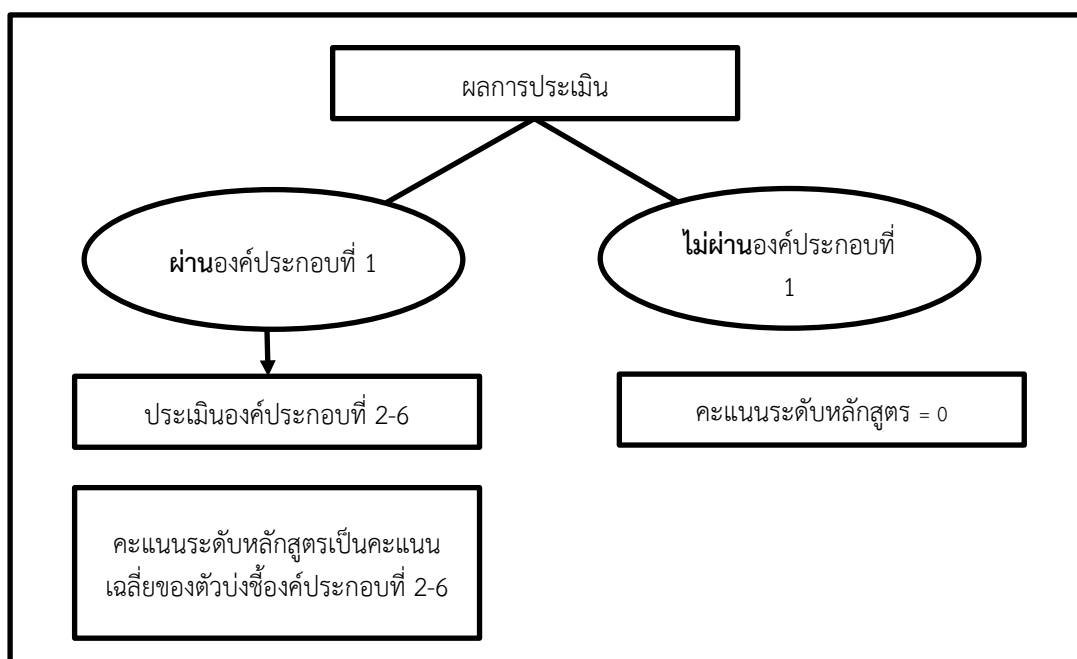 ผลการประเมิน
ผ่านองค์ประกอบที่ 1
ไม่ผ่านองค์ประกอบที่
1
ประเมินองค์ประกอบที่ 2-6
คะแนนระดับหลักสูตร = 0
คะแนนระดับหลักสูตรเป็นคะแนน
เฉลี่ยของตัวบ่งชี้องค์ประกอบที่ 2-6